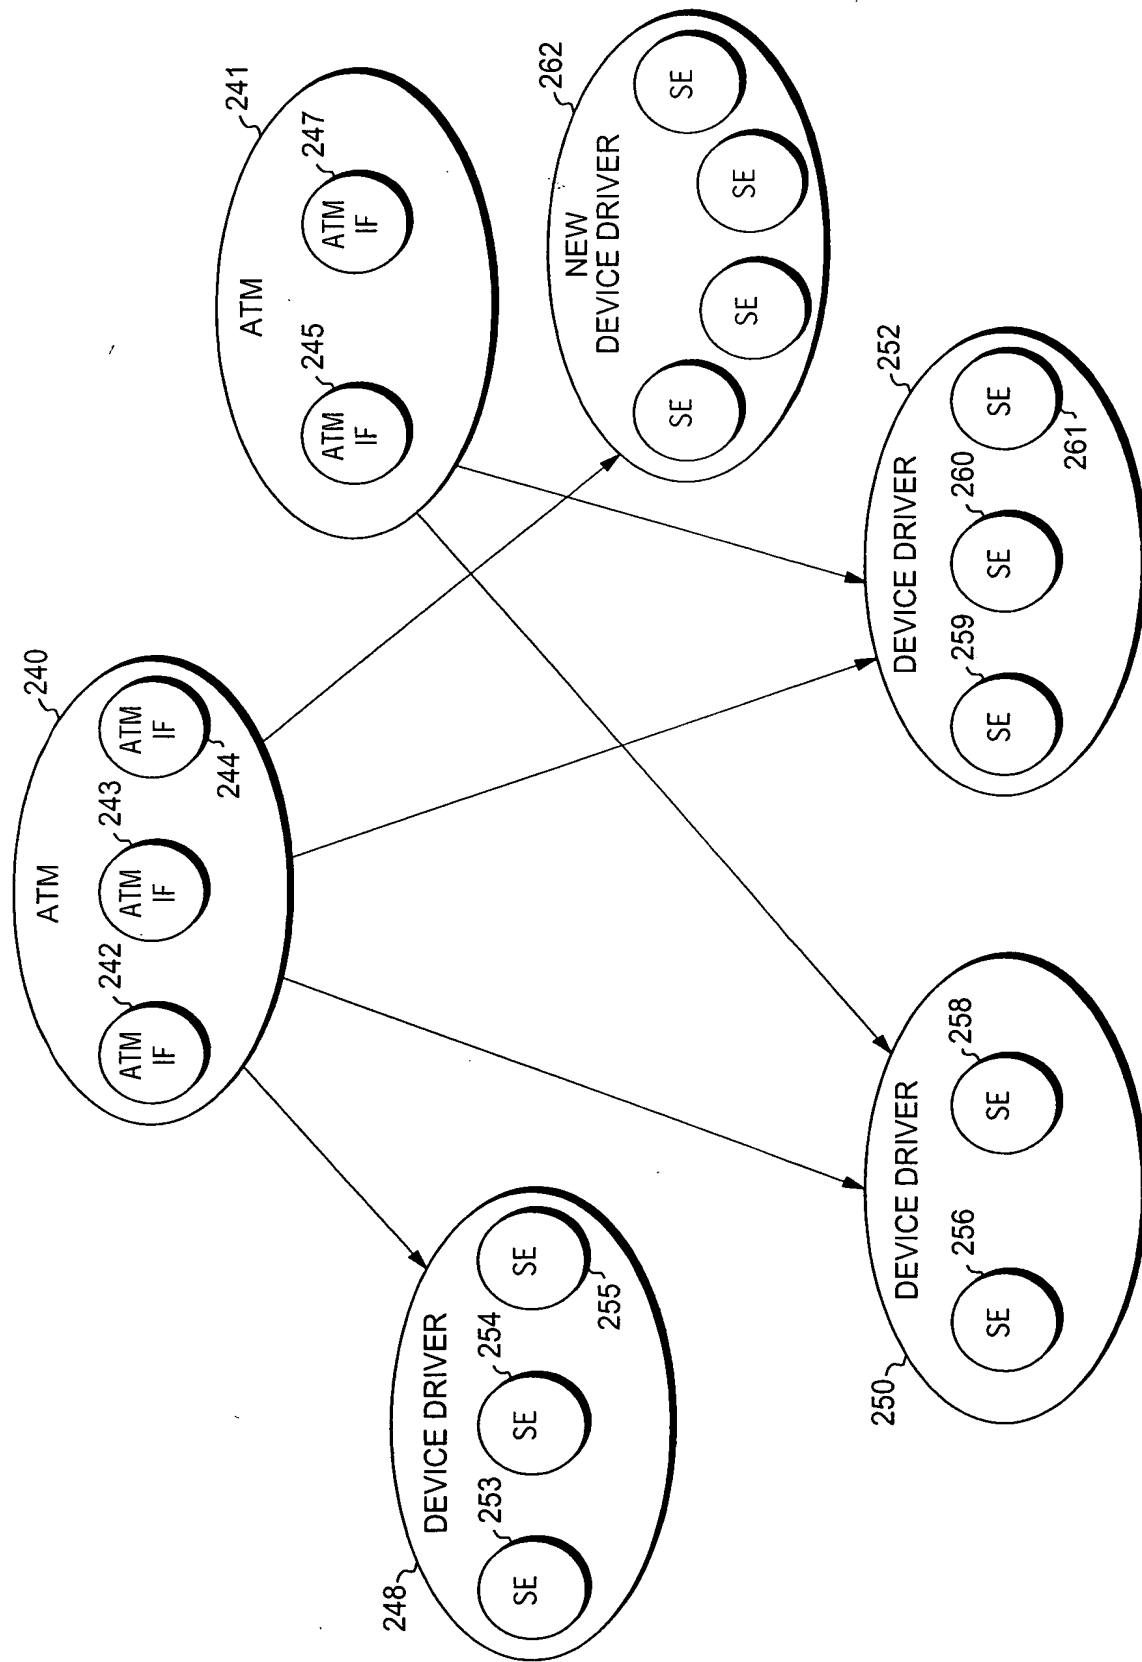 240
ATM
242
243
ATM
IF
ATM
IF
ATM
IF
244
241
ATM
245
247
ATM
IF
ATM
IF
248
DEVICE DRIVER
253
254
SE
SE
SE
255
262
NEW
DEVICE DRIVER
SE
SE
SE
SE
250
DEVICE DRIVER
256
258
SE
SE
252
DEVICE DRIVER
259
260
SE
SE
SE
261